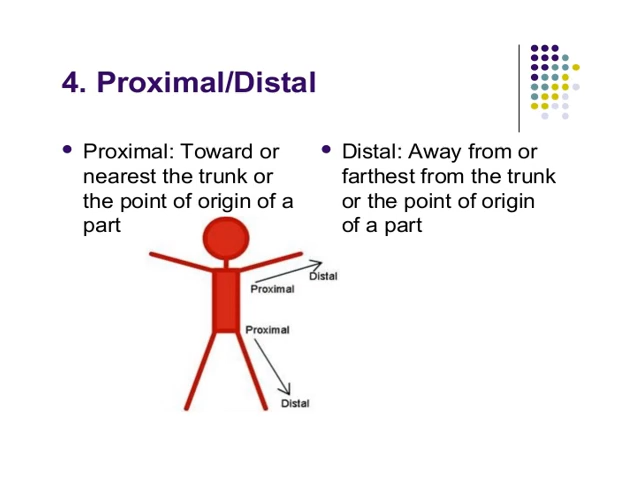 4. Proximal/Distal
Proximal: Toward or
nearest the trunk or
the point of origin of a
part
Distal: Away from or
farthest from the trunk
or the point of origin
of a part
Distal
Proximal
Proximal
Distal